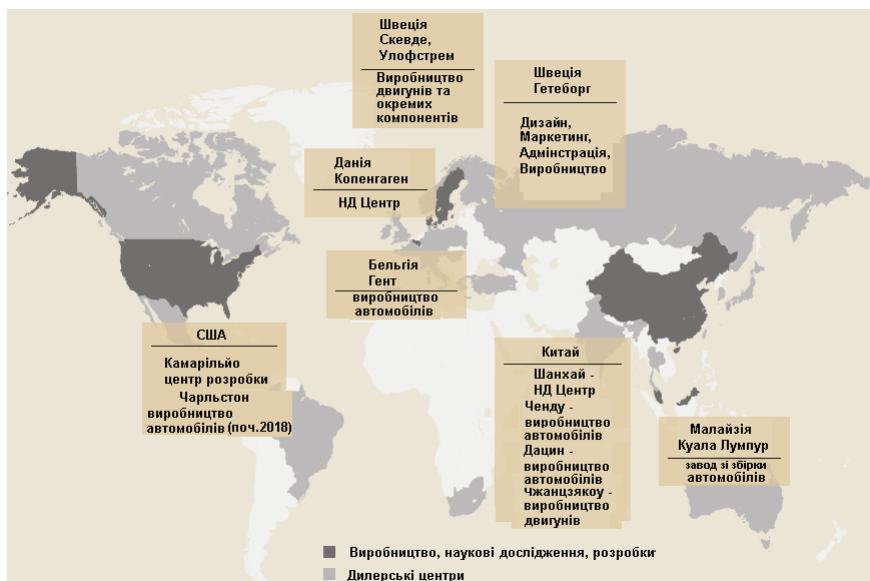 Швеція
Скевде,
Улофстрем
Виробництво
двигунів та
окремих
компонентів
Швеція
Гетеборг
Дизайн,
Маркетинг,
Адмінстрація,
Виробництво
Данія
Копенгаген
НД Центр
Бельгія
Гент
виробництво
автомобілів
США
Камарільйо
центр розробки
Чарльстон
виробництво
автомобілів (поч.2018)
Китай
Шанхай -
НД Центр
Ченду -
виробництво
автомобілів
Дацин -
виробництво
автомобілів
Чжанцзякоу -
виробництво
двигунів
Малайзія
Куала Лумпур
завод зі збірки
автомобілів
Виробництво, наукові дослідження, розробки
Дилерські центри